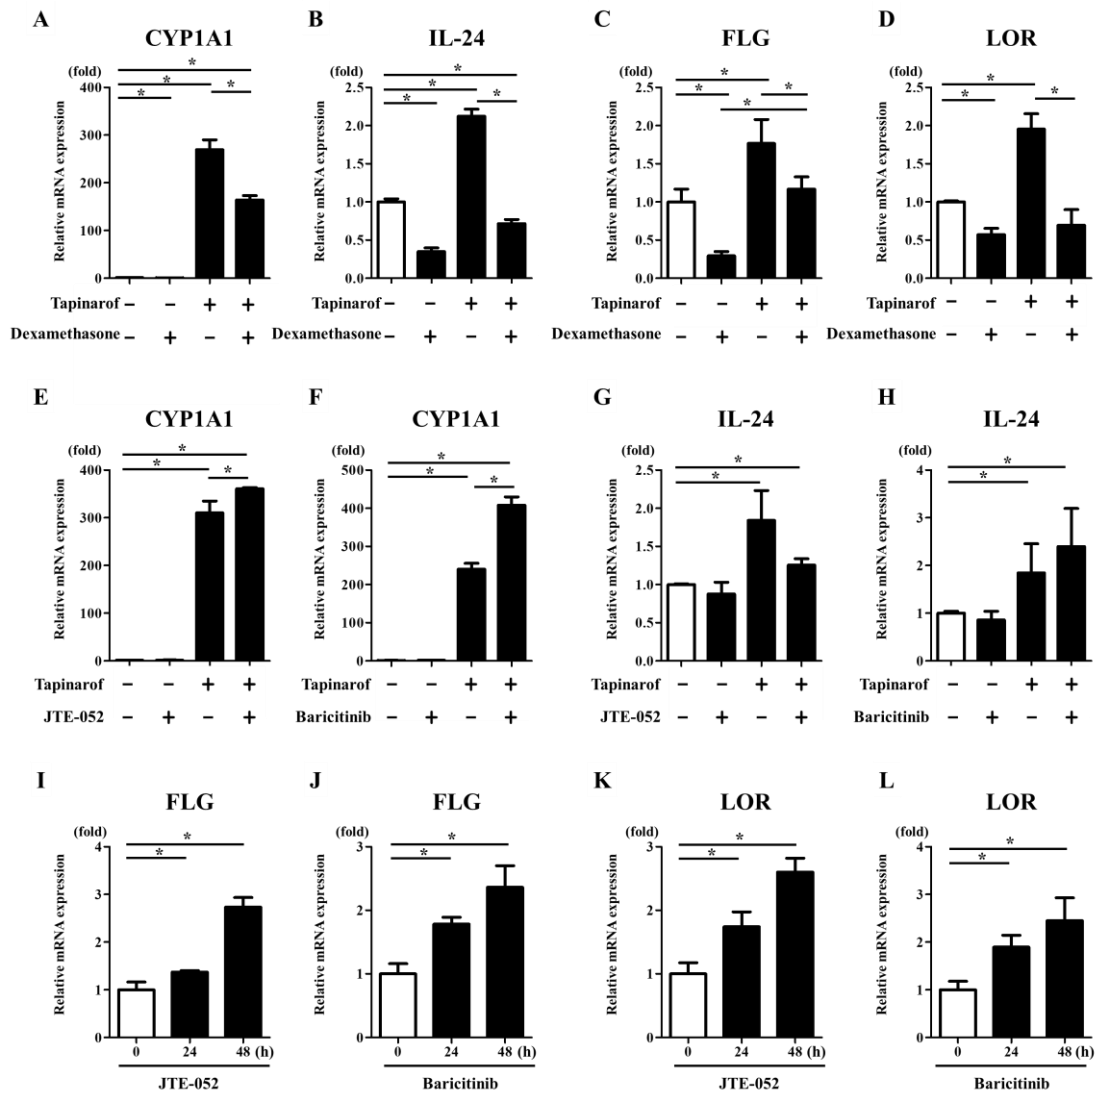 A B C D
CYP1A1 IL-24 FLG LOR
(fold) (fold) (fold) (fold)
* * * *
* * * *
* * * *
* * * *
*
Relative mRNA expression Relative mRNA expression Relative mRNA expression Relative mRNA expression
400 2.5 2.5 2.5
300 2.0 2.0 2.0
1.5 1.5 1.5
200
1.0 1.0 1.0
100 0.5 0.5 0.5
0 0.0 0.0 0.0
Tapinarof − − + + Tapinarof − − + + Tapinarof − − + + Tapinarof − − + +
Dexamethasone − + − + Dexamethasone − + − + Dexamethasone − + − + Dexamethasone − + − +
E F G H
CYP1A1 CYP1A1 IL-24 IL-24
(fold) (fold) (fold) (fold)
* * * *
* * * *
* *
Relative mRNA expression Relative mRNA expression Relative mRNA expression Relative mRNA expression
400 500 2.5 4
300 400 2.0 3
300 1.5
200 2
200 1.0
100 100 0.5 1
0 0 0.0 0
Tapinarof − − + + Tapinarof − − + + Tapinarof − − + + Tapinarof − − + +
JTE-052 − + − + Baricitinib − + − + JTE-052 − + − + Baricitinib − + − +
I J K L
FLG FLG LOR LOR
(fold) (fold) (fold) (fold)
* * * *
* * * *
Relative mRNA expression Relative mRNA expression Relative mRNA expression Relative mRNA expression
4 3 3 4
3 2 2 3
2 2
1 1 1 1
0 0 0 0
0 24 48 (h) 0 24 48 (h) 0 24 48 (h) 0 24 48 (h)
JTE-052 Baricitinib JTE-052 Baricitinib